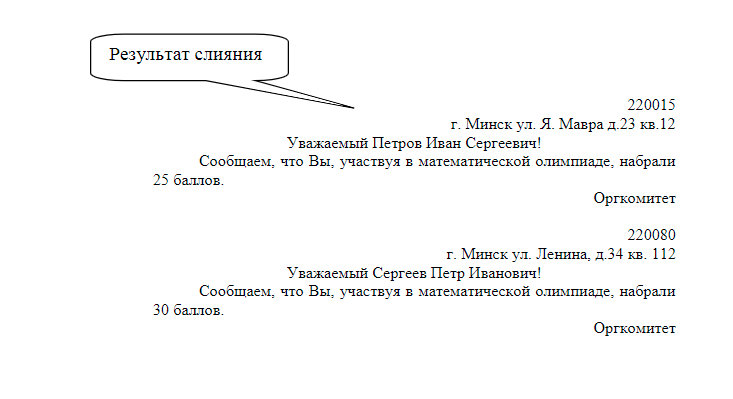 Результат слияния
220015
г. Минск ул. Я. Мавра д.23 кв.12
Уважаемый Петров Иван Сергеевич!
Сообщаем, что Вы, участвуя в математической олимпиаде, набрали
25 баллов.
Оргкомитет
220080
г. Минск ул. Ленина, д.34 кв. 112
Уважаемый Сергеев Петр Иванович!
Сообщаем, что Вы, участвуя в математической олимпиаде, набрали
30 баллов.
Оргкомитет